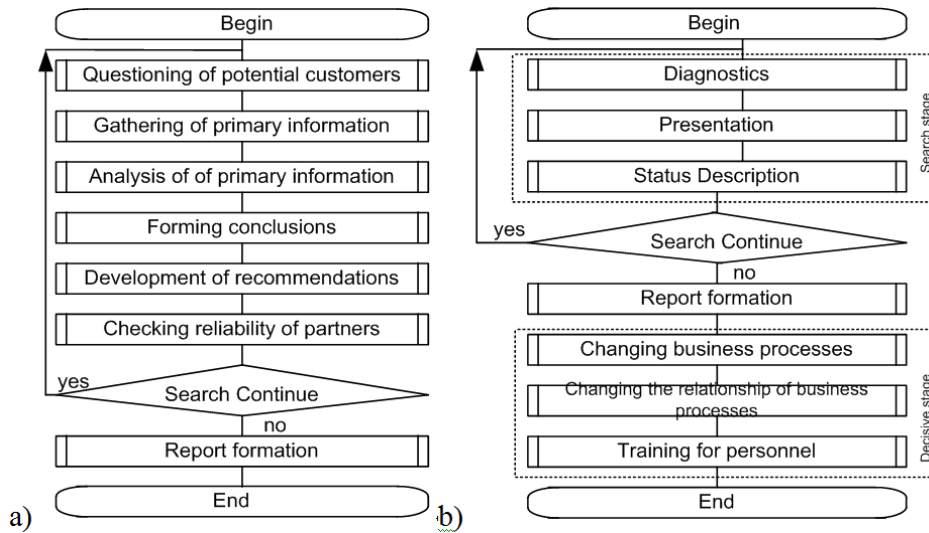 Begin
Questioning of potential customers
Gathering of primary information
Analysis of of primary information
Forming conclusions
Development of recommendations
Checking reliability of partners
yes
Search Continue
no
Report formation
End
a)
Begin
Diagnostics
Presentation
Status Description
Search stage
yes
Search Continue
no
Report formation
Changing business processes
Changing the relationship of business
processes
Training for personnel
Decisive stage
End
b)